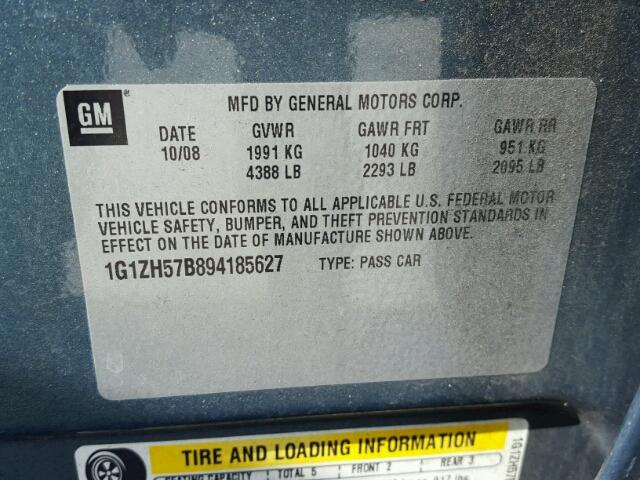 GM
MFD BY GENERAL MOTORS CORP.
DATE GVWR GAWR FRT GAWR RR
10/08 1991 KG 1040 KG 951 KG
4388 LB 2293 LB 2095 LB
THIS VEHICLE CONFORMS TO ALL APPLICABLE U.S. FEDERAL MOTOR
VEHICLE SAFETY, BUMPER, AND THEFT PREVENTION STANDARDS IN
EFFECT ON THE DATE OF MANUFACTURE SHOWN ABOVE.
1G1ZH57B894185627 TYPE: PASS CAR
TIRE AND LOADING INFORMATION
SEATING CAPACITY TOTAL 5 FRONT 2 REAR 3
1G1ZH57